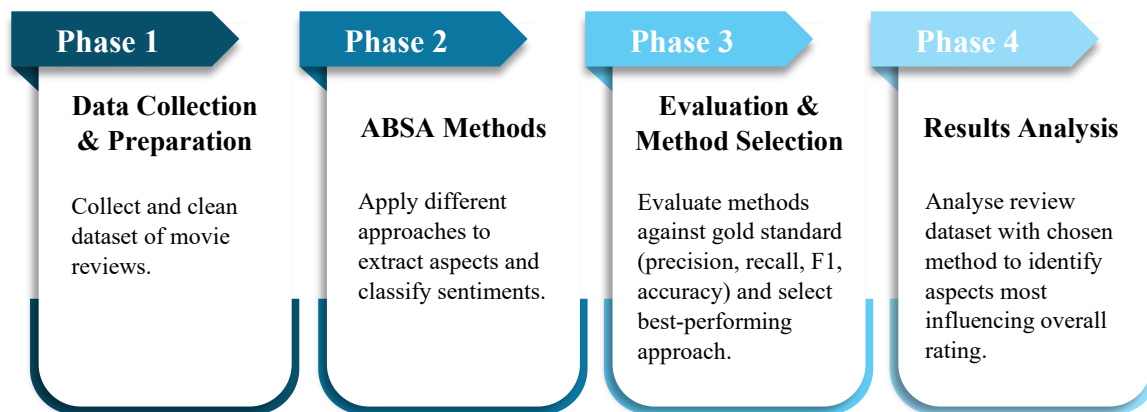 Phase 1
Data Collection
& Preparation
Collect and clean
dataset of movie
reviews.
Phase 2
ABSA Methods
Apply different
approaches to
extract aspects and
classify sentiments.
Phase 3
Evaluation &
Method Selection
Evaluate methods
against gold standard
(precision, recall, F1,
accuracy) and select
best-performing
approach.
Phase 4
Results Analysis
Analyse review
dataset with chosen
method to identify
aspects most
influencing overall
rating.